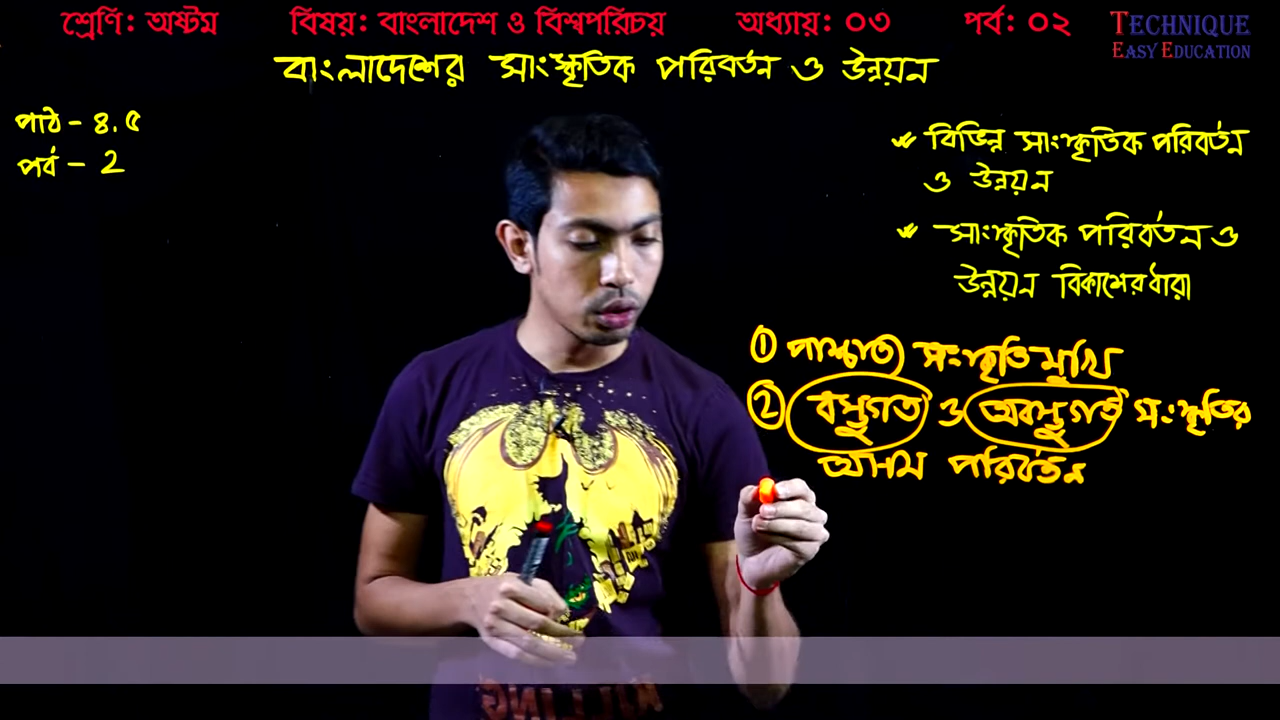 শ্রেণি: অষ্টম বিষয়: বাংলাদেশ ও বিশ্বপরিচয় অধ্যায়: ০৩ পর্ব: ০২
TECHNIQUE
EASY EDUCATION
বাংলাদেশের সাংস্কৃতিক পরিবর্তন ও উন্নয়ন
পাঠ - ৪.৫
পর্ব - 2
বিভিন্ন সাংস্কৃতিক পরিবর্তন
ও উন্নয়ন
সাংস্কৃতিক পরিবর্তন ও
উন্নয়ন বিকাশের ধারা
1 পাশ্চাত্য সংস্কৃতি মুখি
2 বস্তুগত ও অবস্তুগত সংস্কৃতির
অসম পরিবর্তন